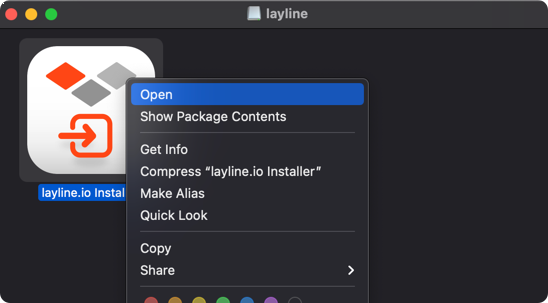 layline
Open
Show Package Contents
Get Info
Compress “layline.io Installer”
Make Alias
layline.io Instal
Quick Look
Copy
Share